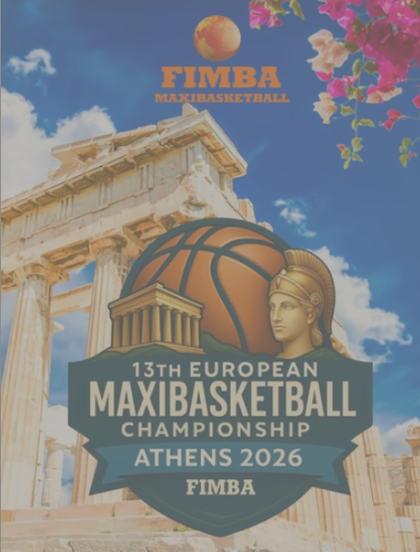 FIMBA
MAXIBASKETBALL
13TH EUROPEAN
MAXIBASKETBALL
CHAMPIONSHIP
ATHENS 2026
FIMBA